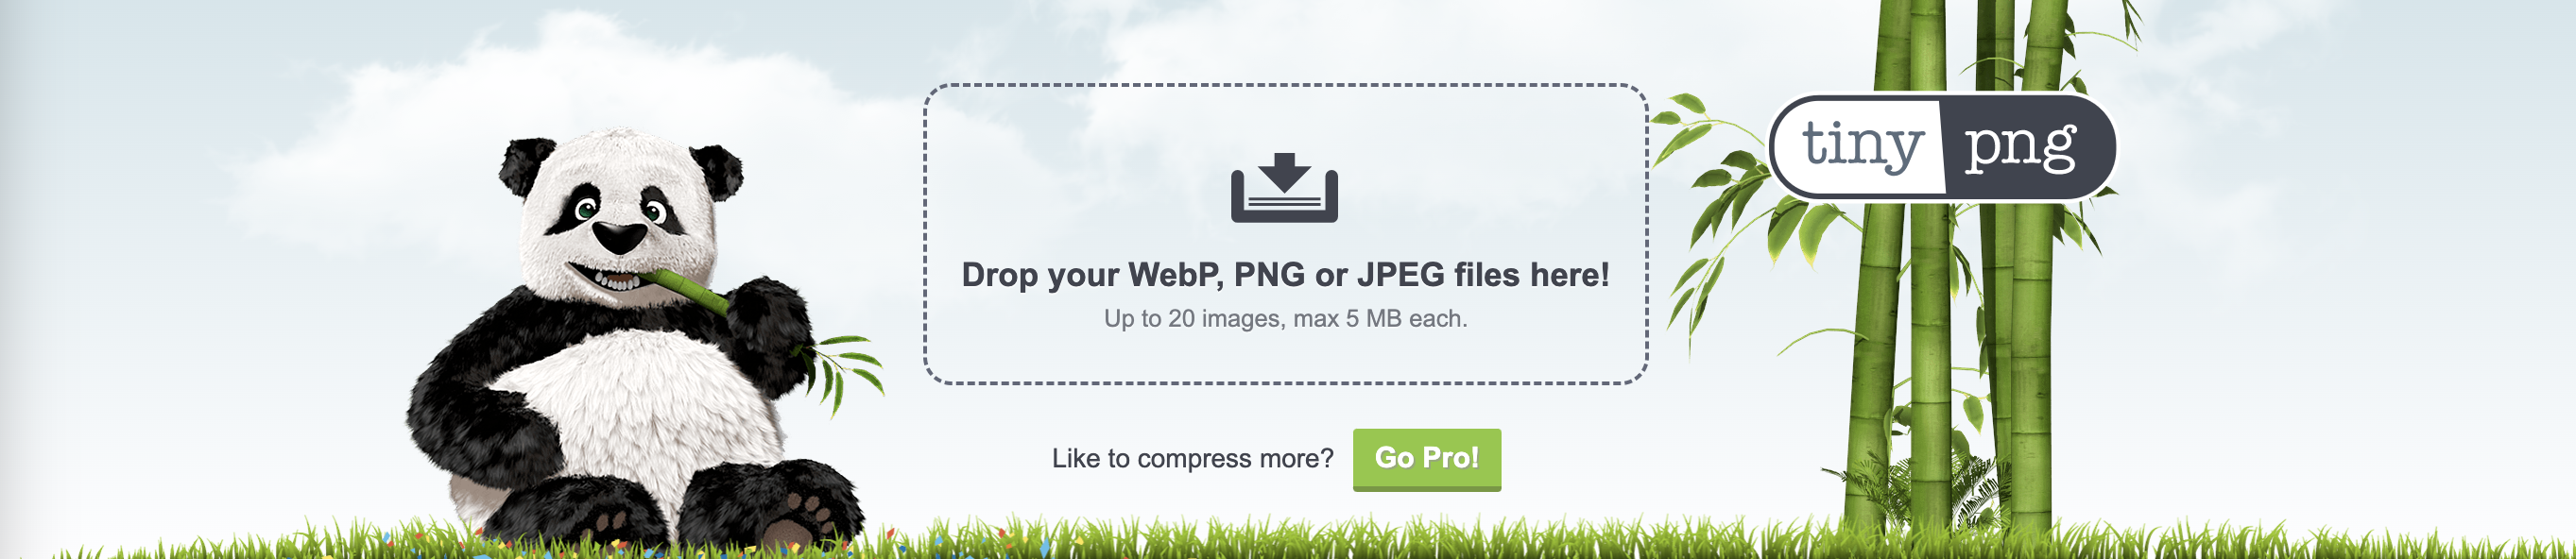 tiny png
Drop your WebP, PNG or JPEG files here!
Up to 20 images, max 5 MB each.
Like to compress more? Go Pro!